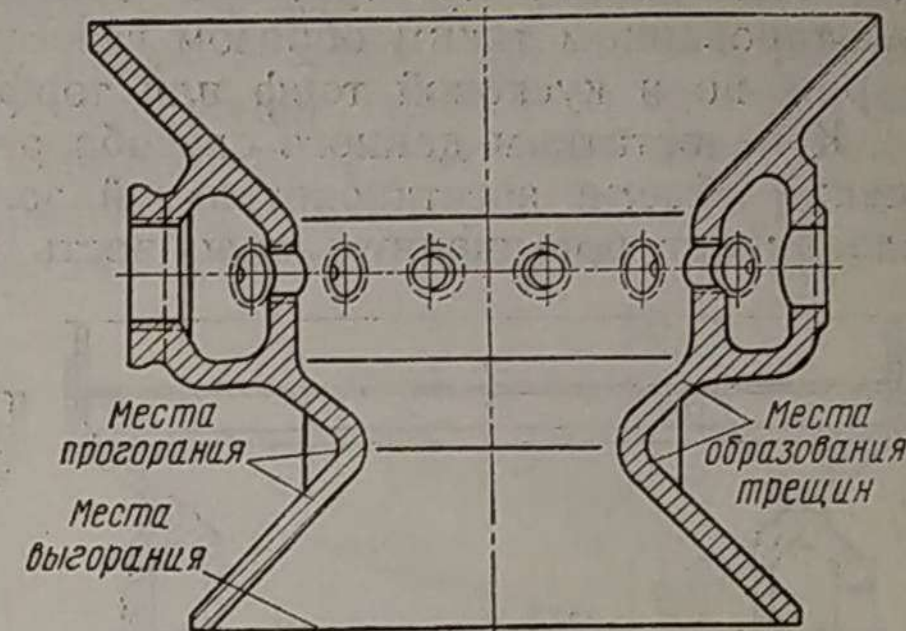 Места
прогорания
Места
выгорания
Места
образования
трещин